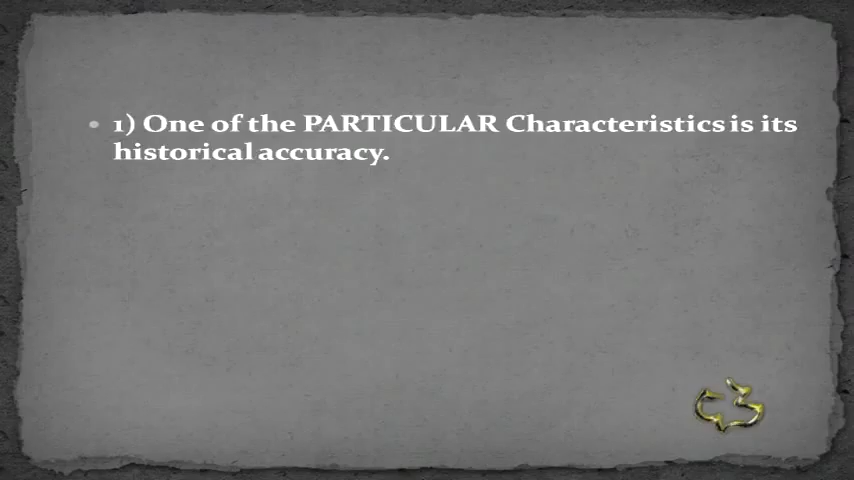 • 1) One of the PARTICULAR Characteristics is its
historical accuracy.